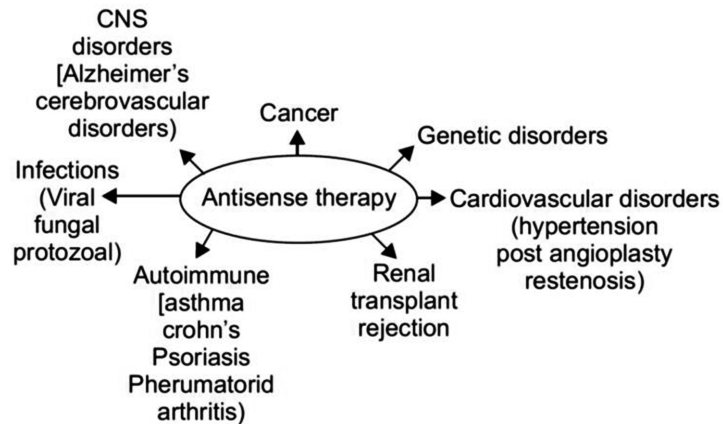 CNS
disorders
[Alzheimer's
cerebrovascular
disorders)
Cancer
Genetic disorders
Infections
(Viral
fungal
protozoal)
Antisense therapy
Cardiovascular disorders
(hypertension
post angioplasty
restenosis)
Autoimmune
[asthma
crohn's
Psoriasis
Pherumatorid
arthritis)
Renal
transplant
rejection